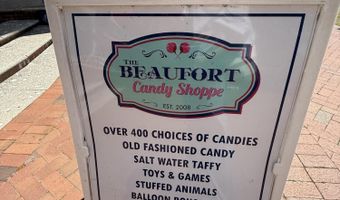 THE
BEAUFORT
Candy Shoppe
EST. 2008
OVER 400 CHOICES OF CANDIES
OLD FASHIONED CANDY
SALT WATER TAFFY
TOYS & GAMES
STUFFED ANIMALS
BALLOON